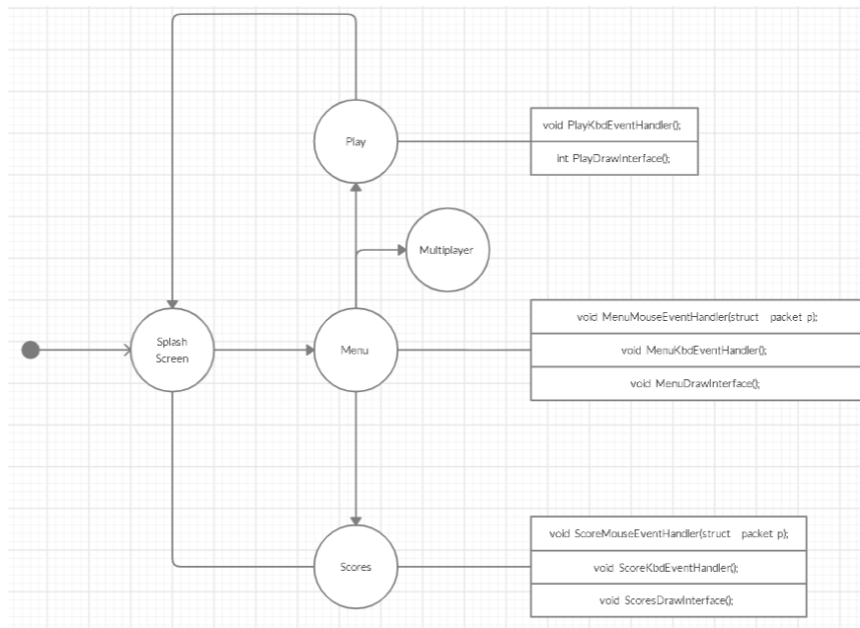 Play
void PlayKbdEventHandler();
int PlayDrawInterface();
Multiplayer
Splash
Screen
Menu
void MenuMouseEventHandler(struct packet p);
void MenuKbdEventHandler();
void MenuDrawInterface();
Scores
void ScoreMouseEventHandler(struct packet p);
void ScoreKbdEventHandler();
void ScoresDrawInterface();